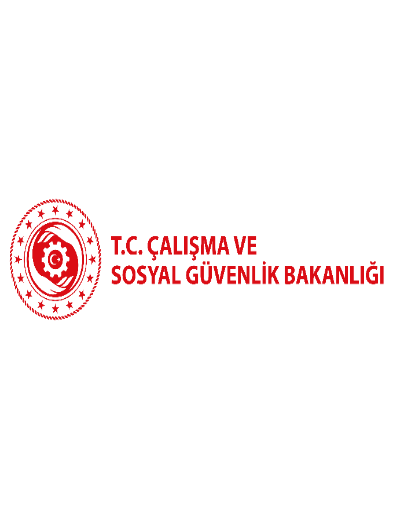 T.C. ÇALIŞMA VE
SOSYAL GÜVENLİK BAKANLIĞI